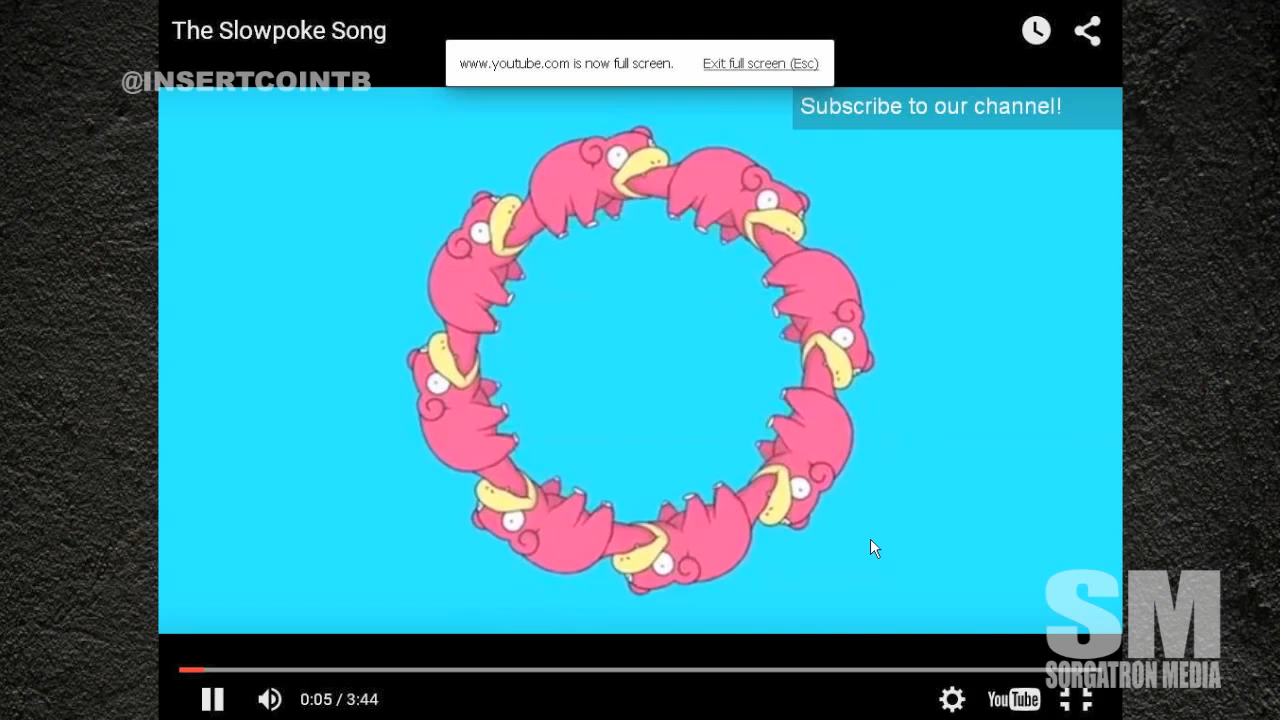 The Slowpoke Song
www.youtube.com is now full screen. Exit full screen (Esc)
@INSERTCOINTB
Subscribe to our channel!
SM
SORGATRON MEDIA
0:05 / 3:44
YouTube